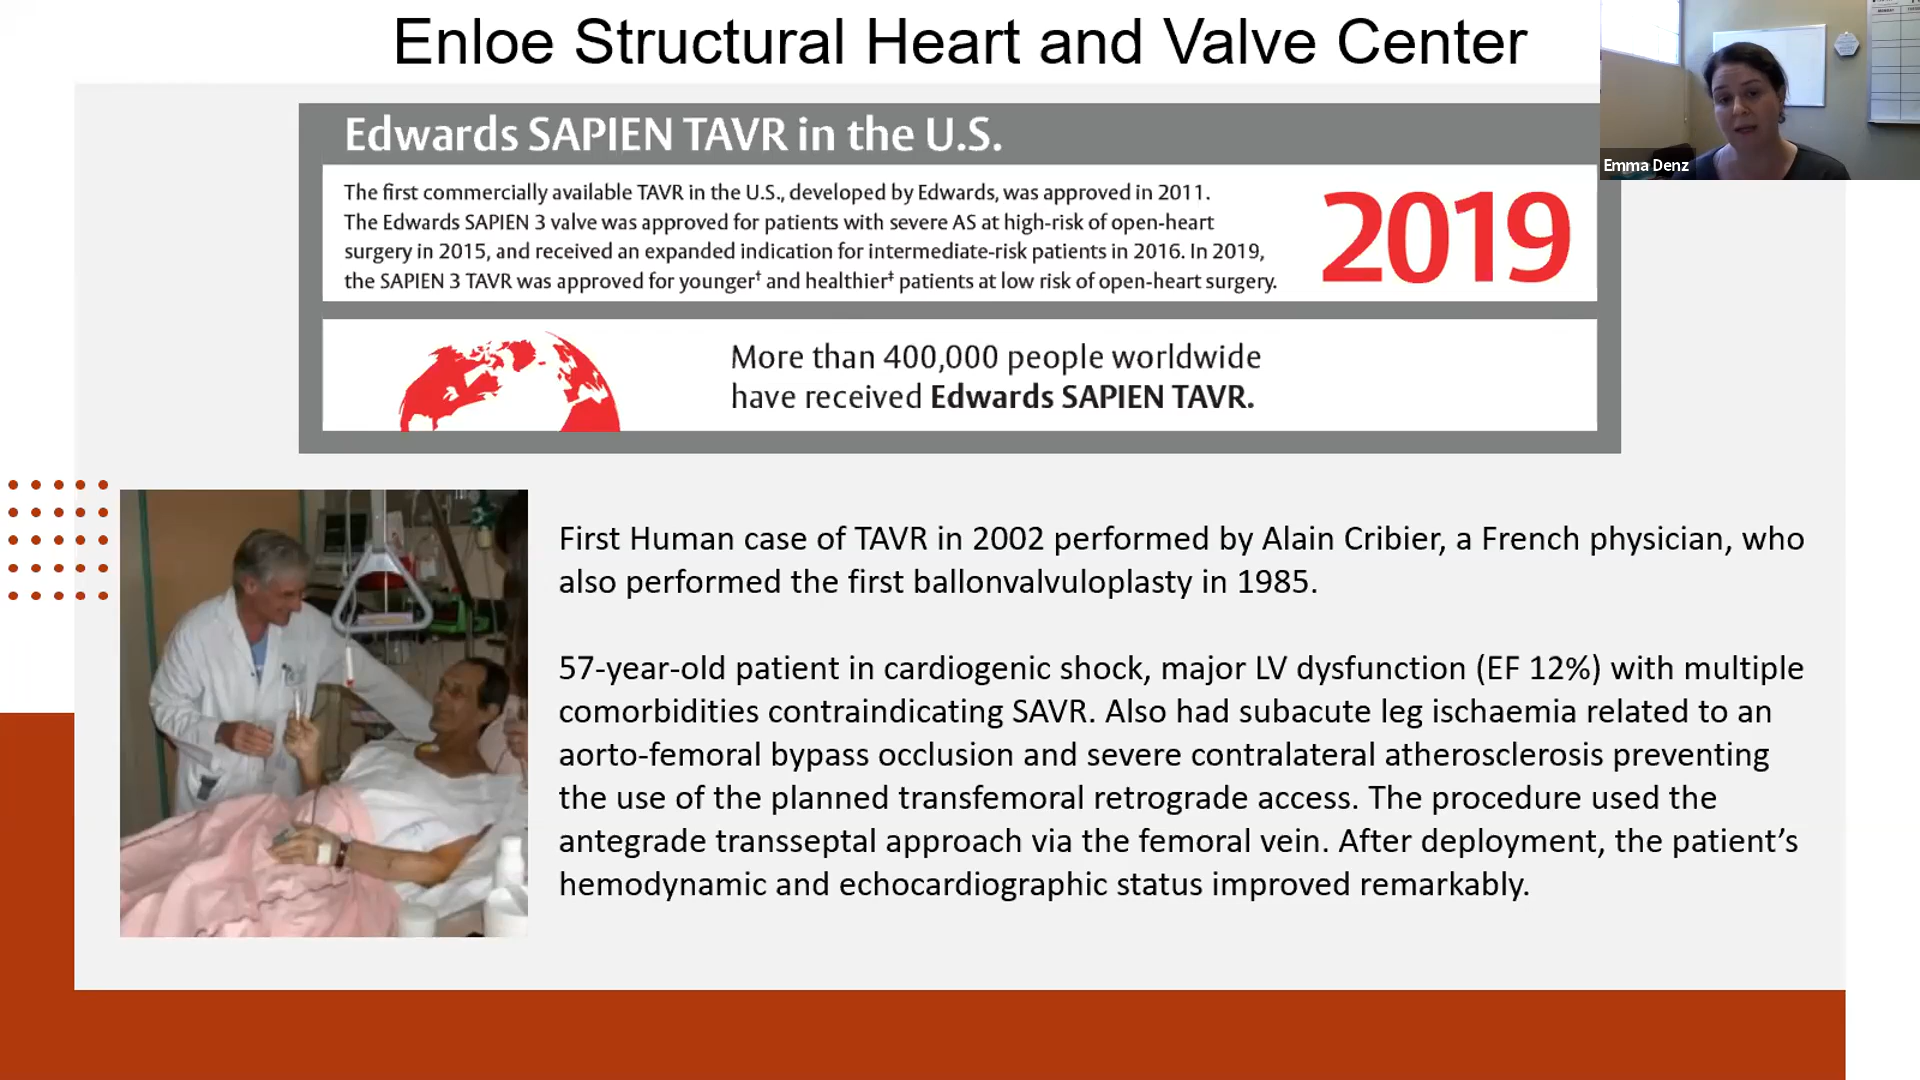 Enloe Structural Heart and Valve Center
Edwards SAPIEN TAVR in the U.S.
The first commercially available TAVR in the U.S., developed by Edwards, was approved in 2011.
The Edwards SAPIEN 3 valve was approved for patients with severe AS at high-risk of open-heart
surgery in 2015, and received an expanded indication for intermediate-risk patients in 2016. In 2019,
the SAPIEN 3 TAVR was approved for younger† and healthier‡ patients at low risk of open-heart surgery.
2019
More than 400,000 people worldwide
have received Edwards SAPIEN TAVR.
Emma Denz
First Human case of TAVR in 2002 performed by Alain Cribier, a French physician, who
also performed the first ballonvalvuloplasty in 1985.
57-year-old patient in cardiogenic shock, major LV dysfunction (EF 12%) with multiple
comorbidities contraindicating SAVR. Also had subacute leg ischaemia related to an
aorto-femoral bypass occlusion and severe contralateral atherosclerosis preventing
the use of the planned transfemoral retrograde access. The procedure used the
antegrade transseptal approach via the femoral vein. After deployment, the patient’s
hemodynamic and echocardiographic status improved remarkably.